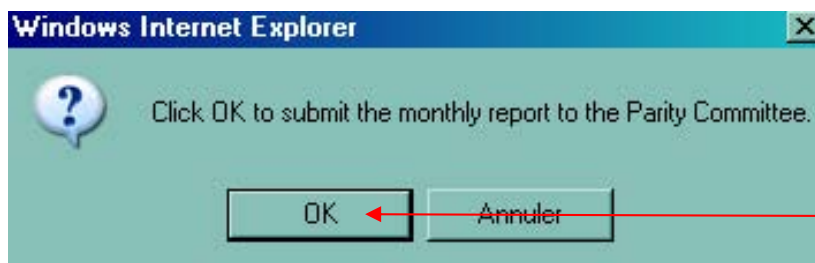 Windows Internet Explorer
Click OK to submit the monthly report to the Parity Committee.
OK
Annuler